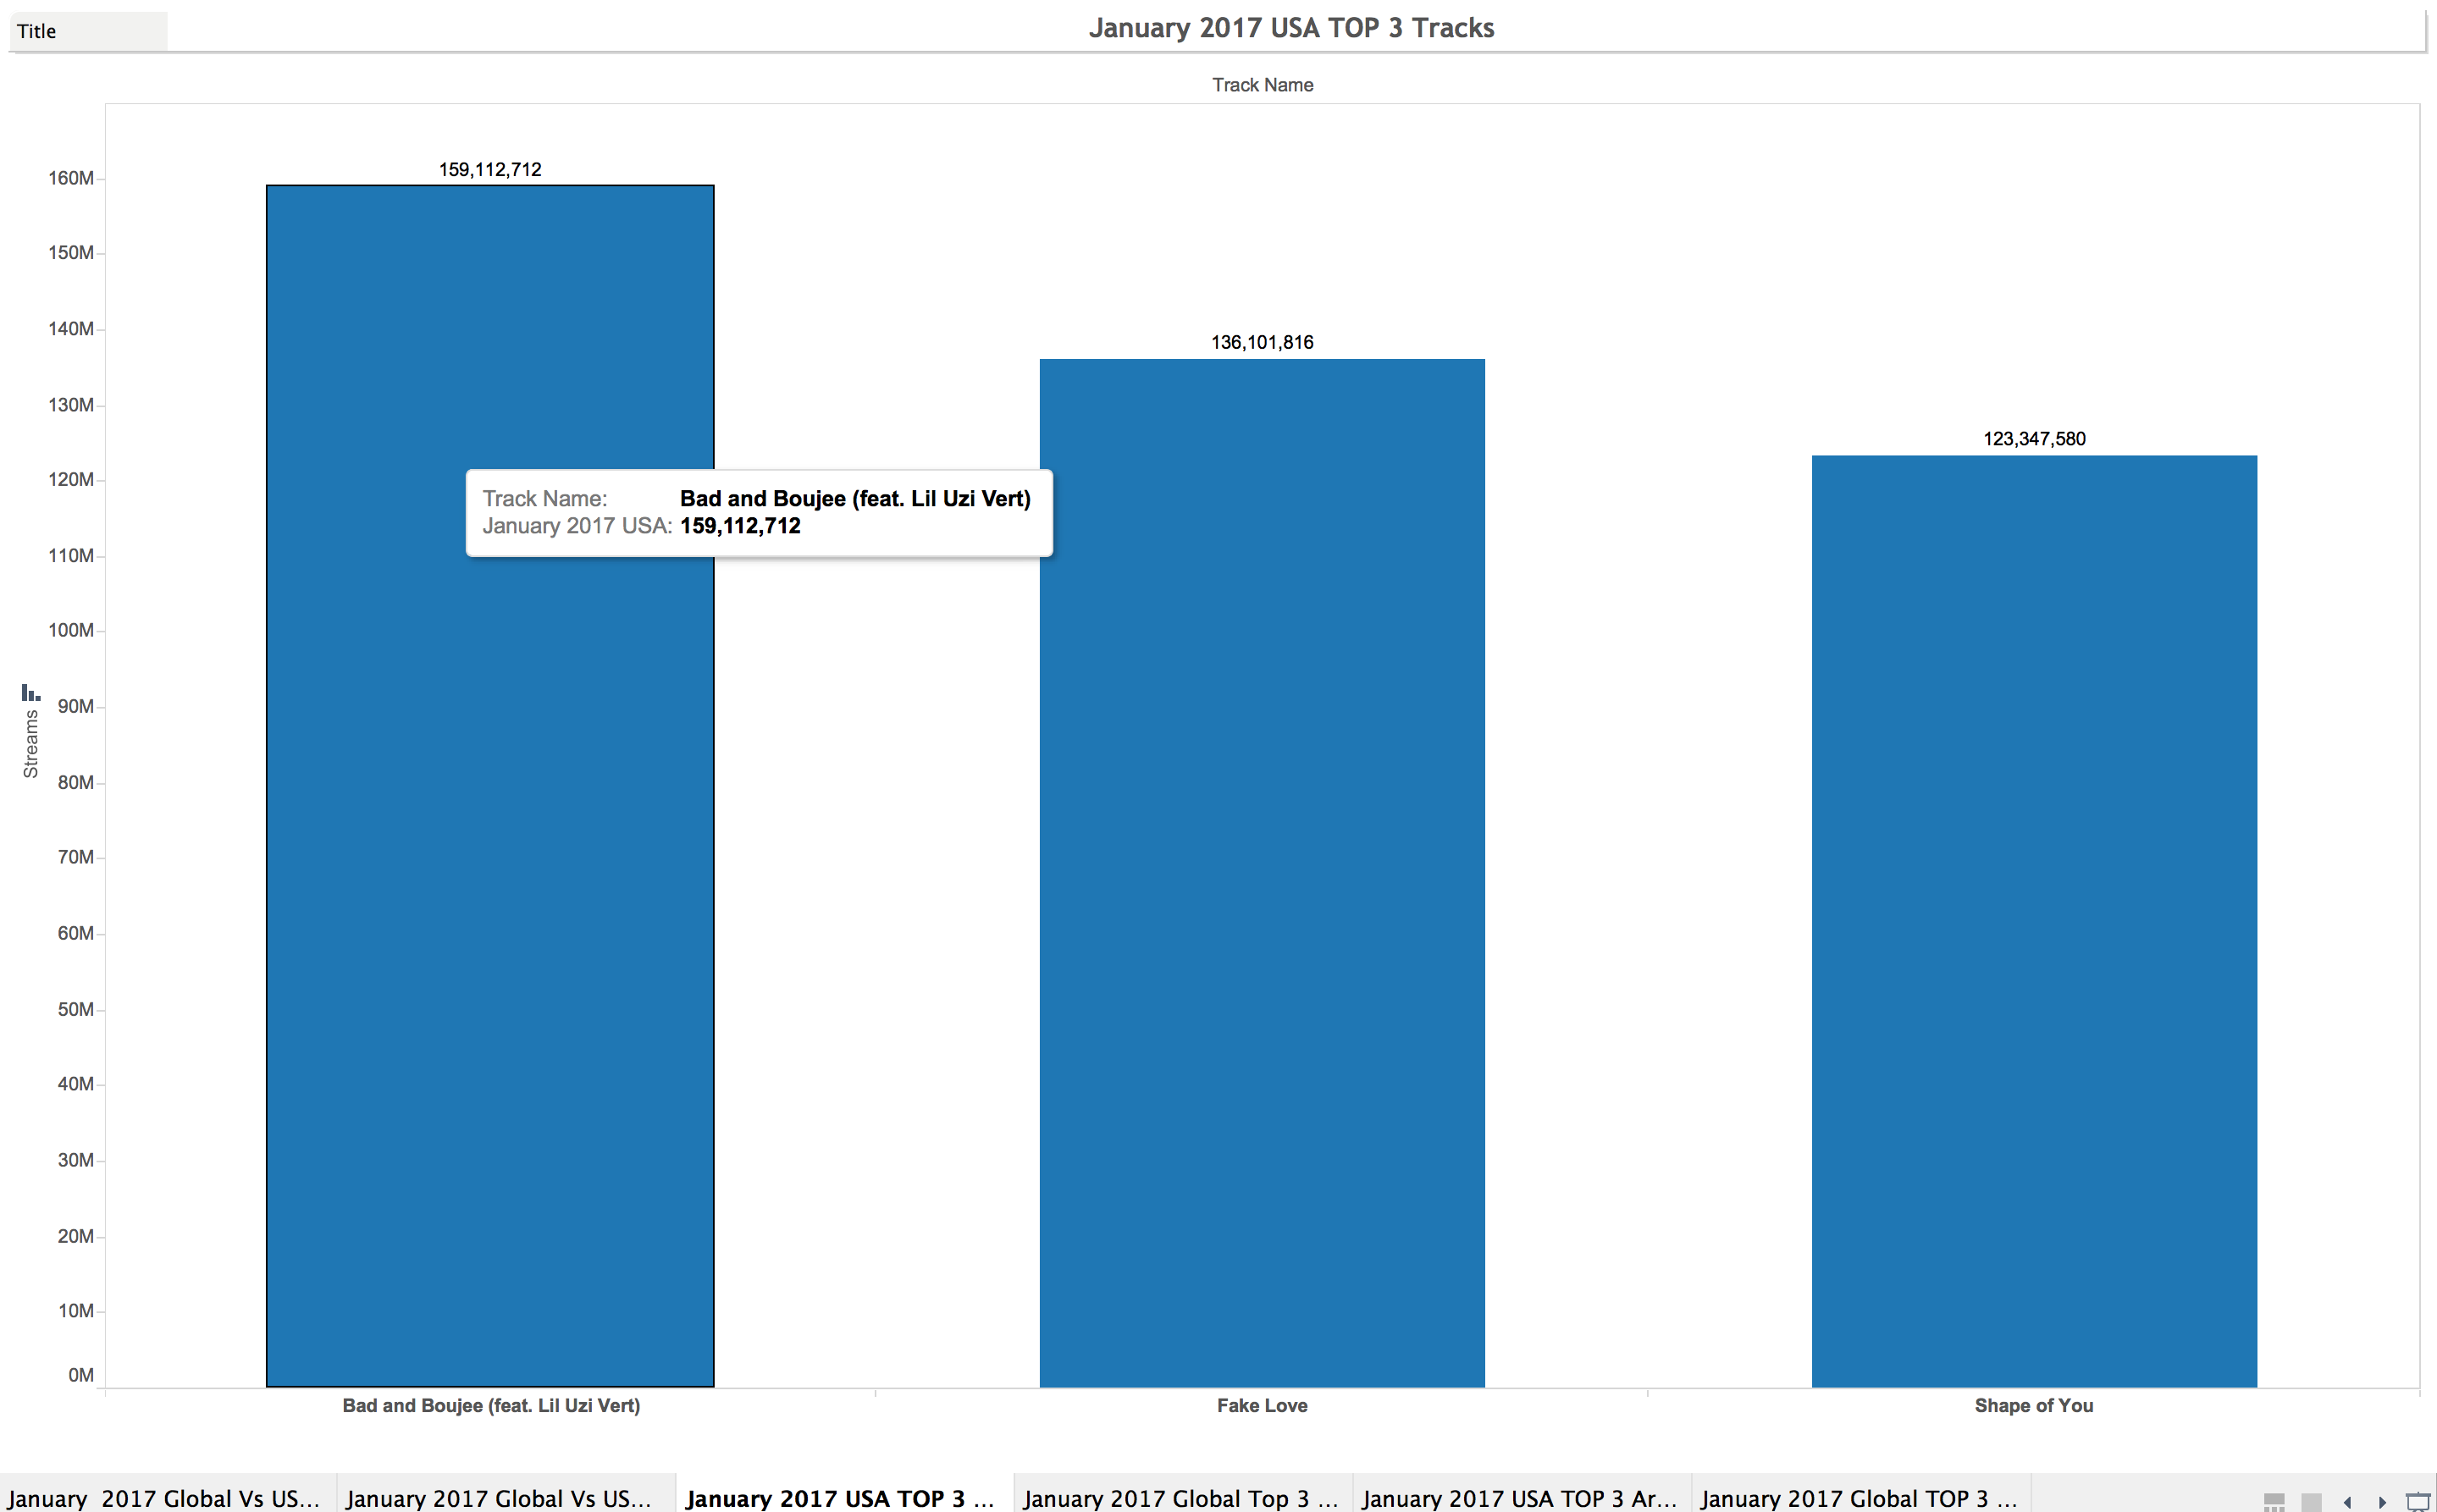 Title
January 2017 USA TOP 3 Tracks
Track Name
159,112,712
160M
150M
140M
136,101,816
130M
123,347,580
120M
Track Name: Bad and Boujee (feat. Lil Uzi Vert)
January 2017 USA: 159,112,712
110M
100M
90M
Streams
80M
70M
60M
50M
40M
30M
20M
10M
0M
Bad and Boujee (feat. Lil Uzi Vert) Fake Love Shape of You
January 2017 Global Vs US... January 2017 Global Vs US... January 2017 USA TOP 3 ... January 2017 Global Top 3 ... January 2017 USA TOP 3 Ar... January 2017 Global TOP 3 ...